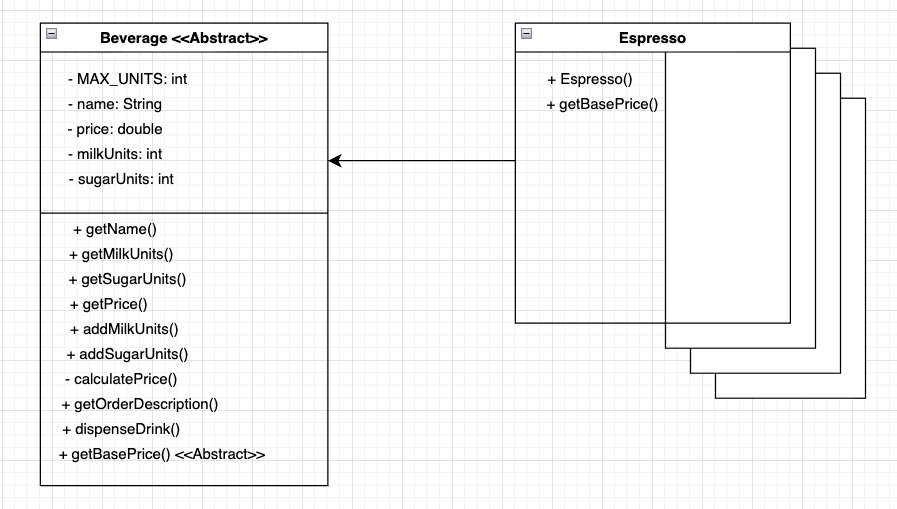 Beverage <<Abstract>>
- MAX_UNITS: int
- name: String
- price: double
- milkUnits: int
- sugarUnits: int
+ getName()
+ getMilkUnits()
+ getSugarUnits()
+ getPrice()
+ addMilkUnits()
+ addSugarUnits()
- calculatePrice()
+ getOrderDescription()
+ dispenseDrink()
+ getBasePrice() <<Abstract>>
Espresso
+ Espresso()
+ getBasePrice()